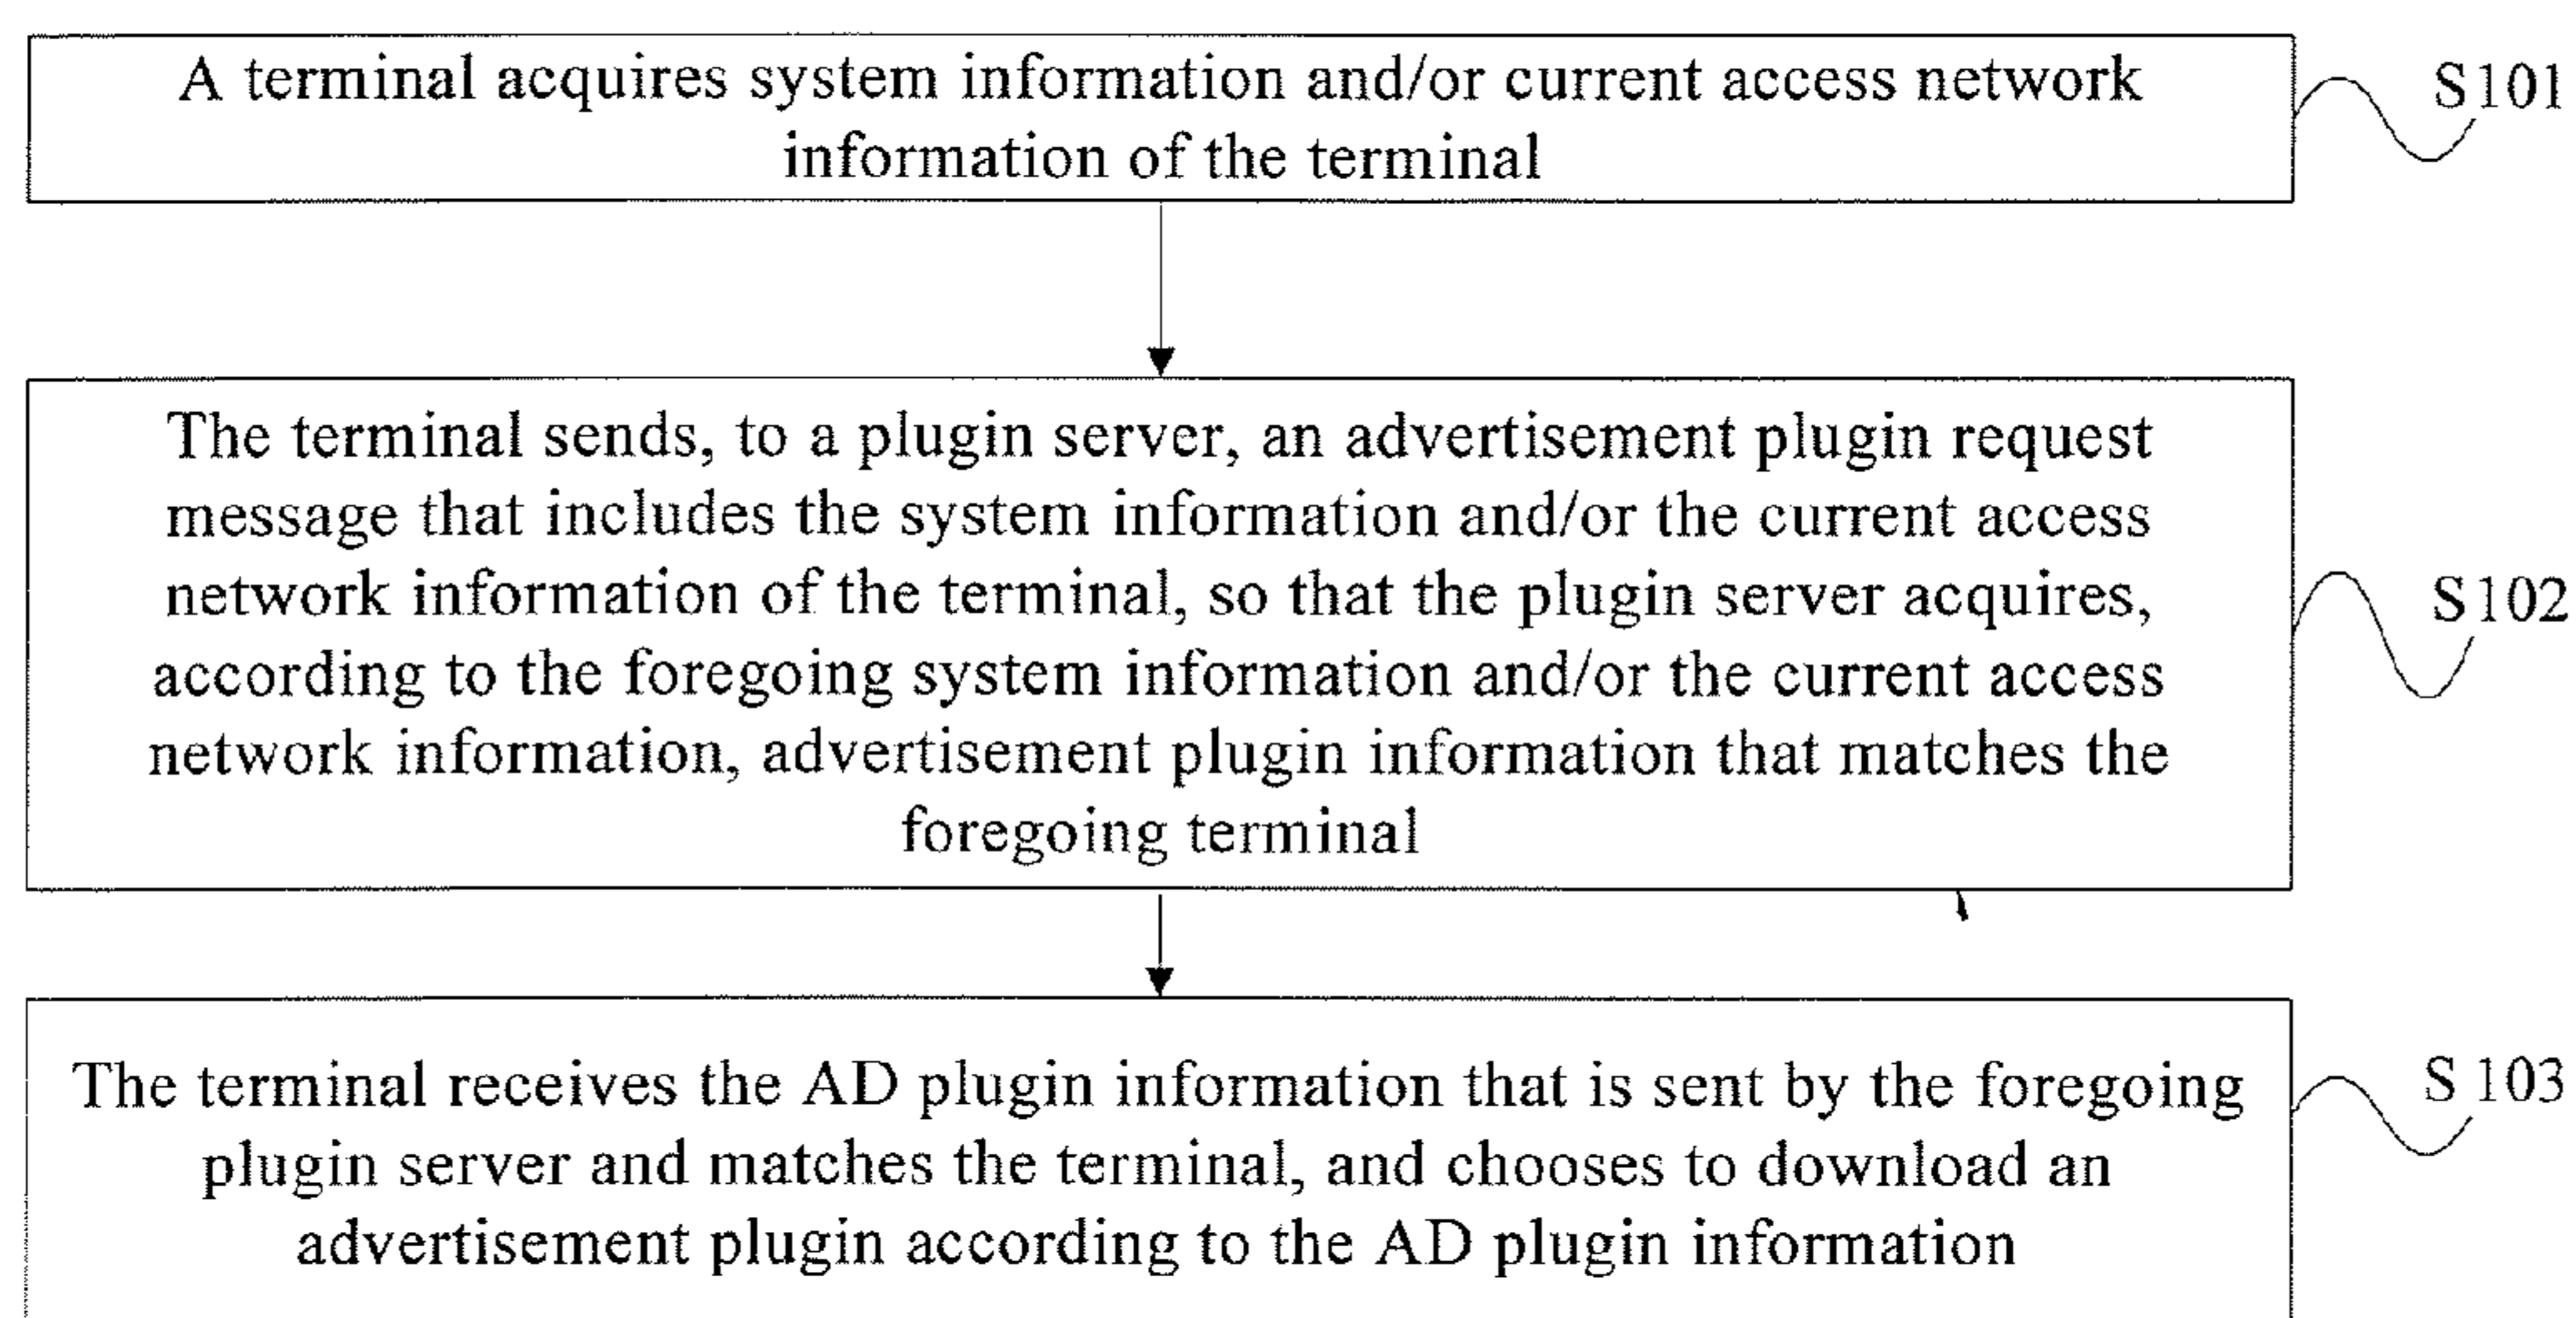 A terminal acquires system information and/or current access network
information of the terminal
S101
The terminal sends, to a plugin server, an advertisement plugin request
message that includes the system information and/or the current access
network information of the terminal, so that the plugin server acquires,
according to the foregoing system information and/or the current access
network information, advertisement plugin information that matches the
foregoing terminal
S102
The terminal receives the AD plugin information that is sent by the foregoing
plugin server and matches the terminal, and chooses to download an
advertisement plugin according to the AD plugin information
S 103